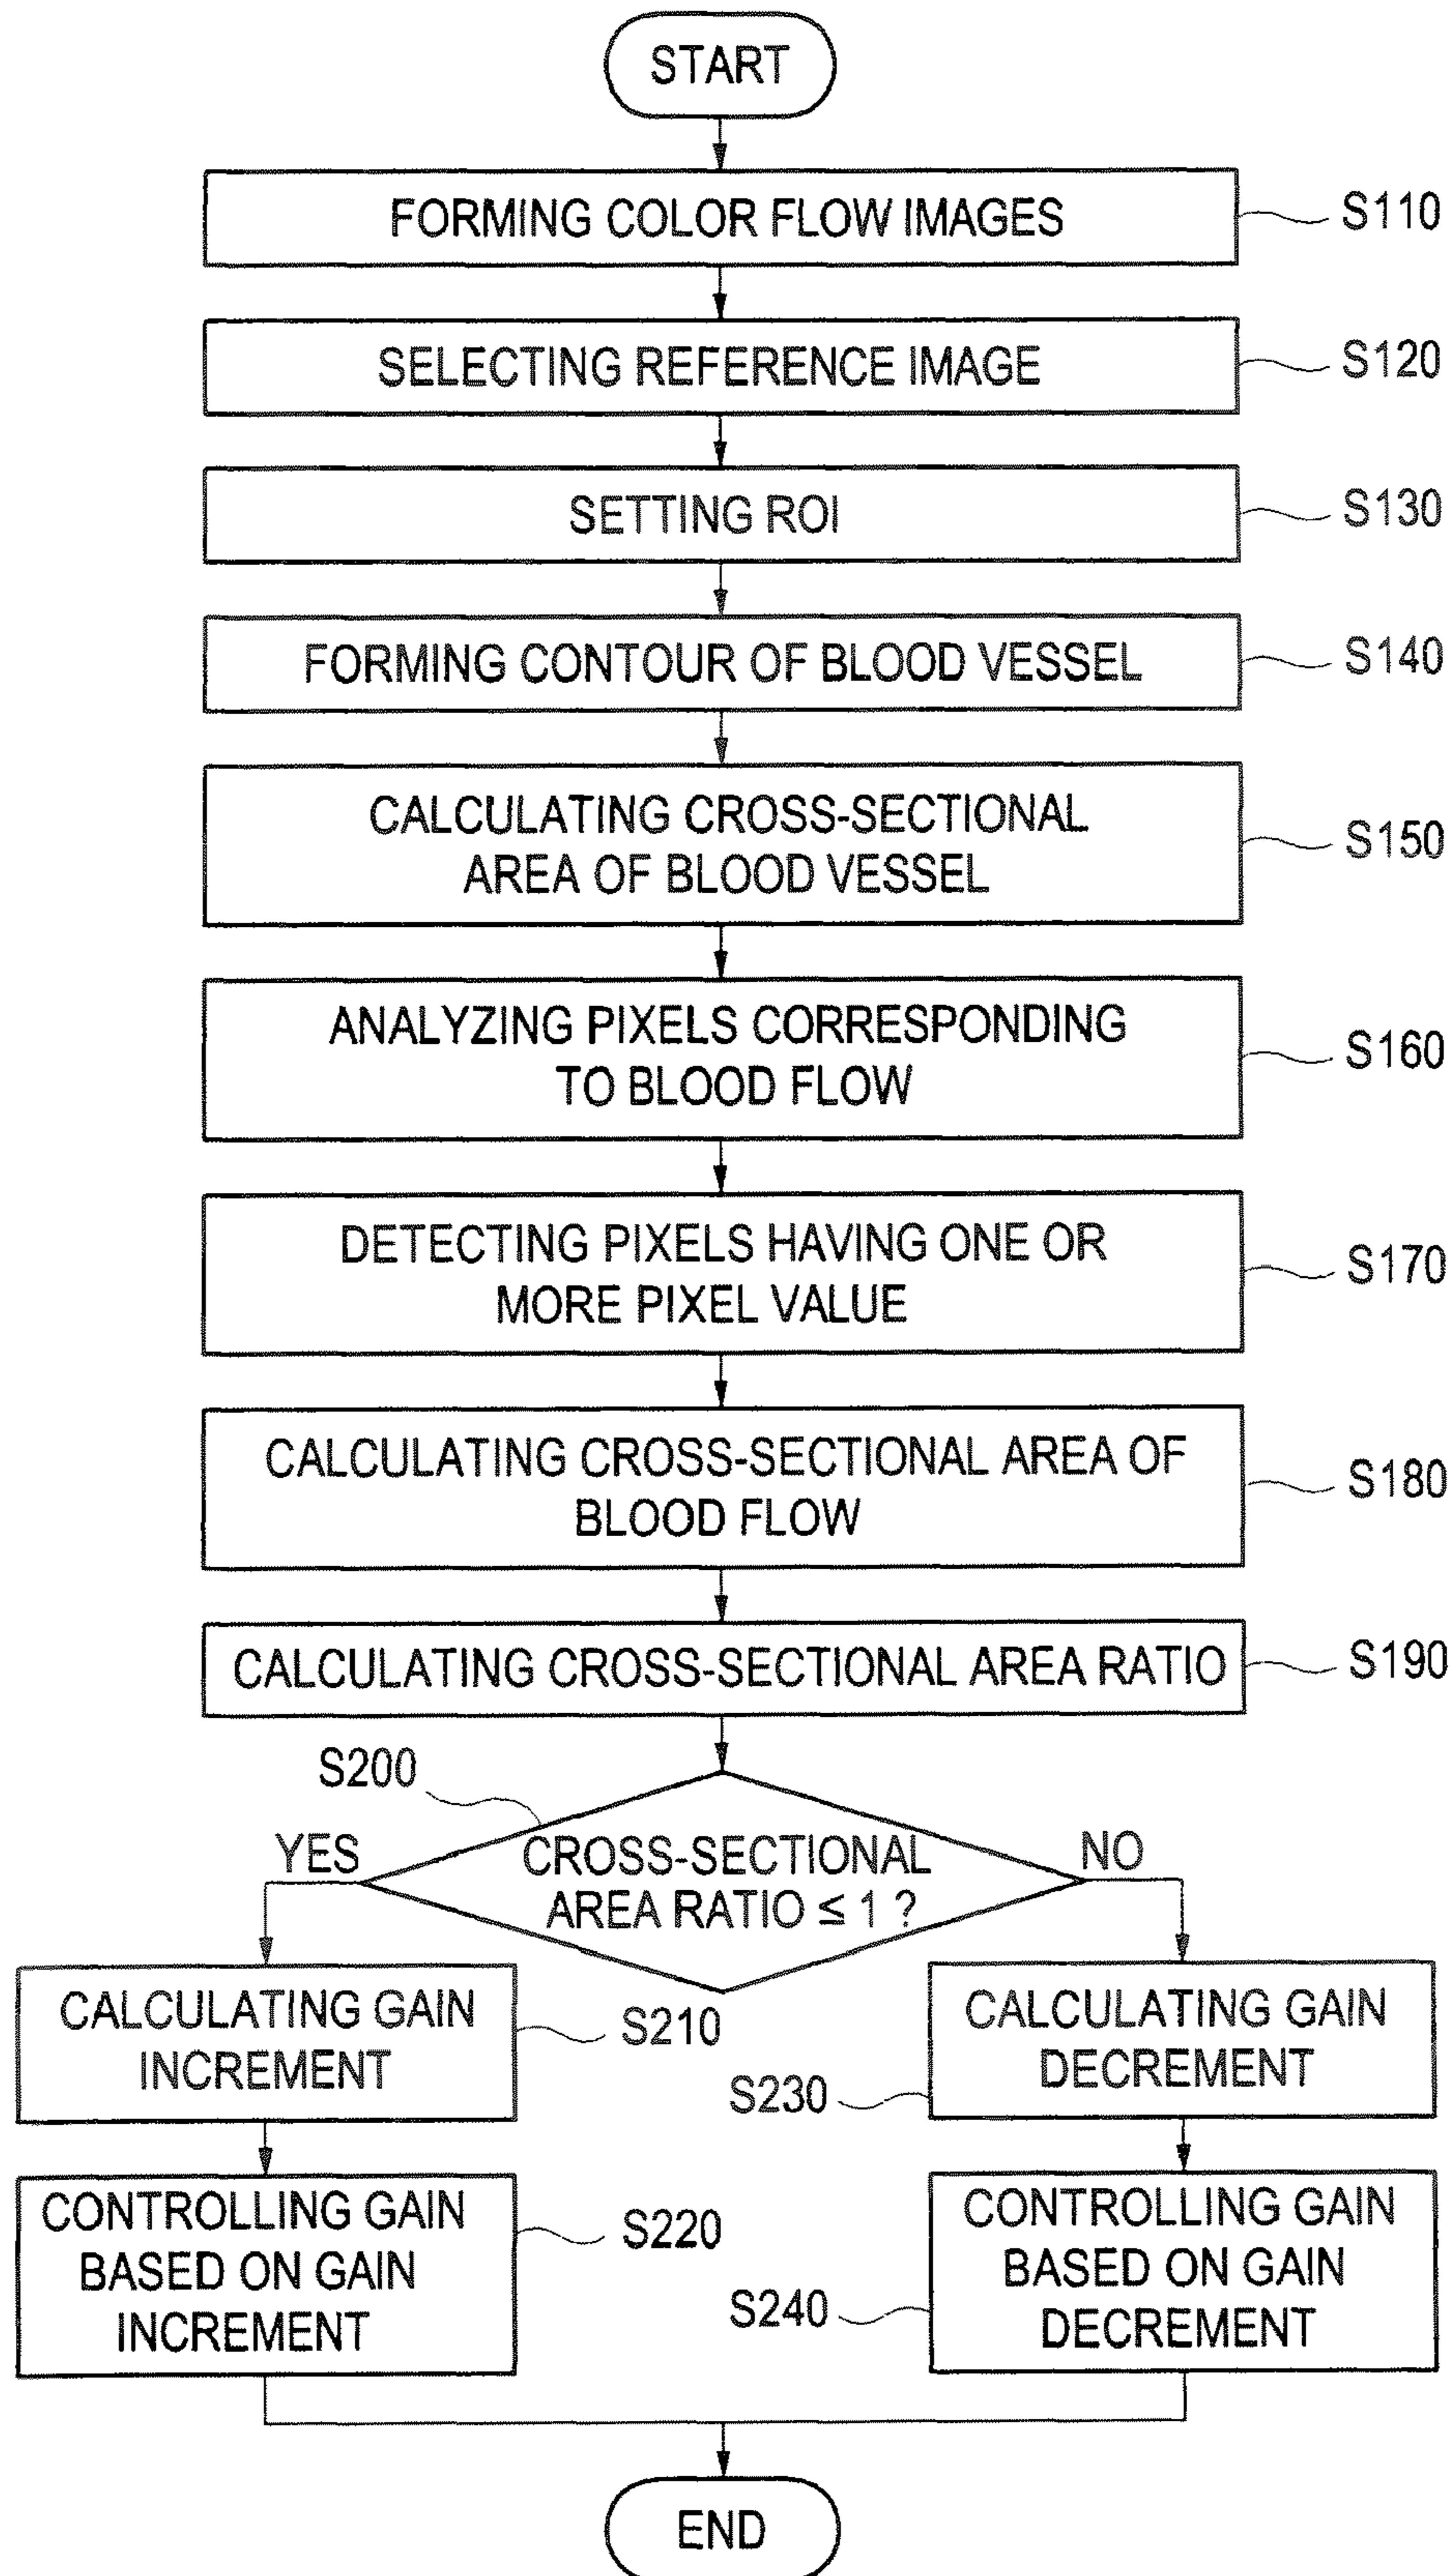 START
FORMING COLOR FLOW IMAGES
S110
SELECTING REFERENCE IMAGE
S120
SETTING ROI
S130
FORMING CONTOUR OF BLOOD VESSEL
S140
CALCULATING CROSS-SECTIONAL
AREA OF BLOOD VESSEL
S150
ANALYZING PIXELS CORRESPONDING
TO BLOOD FLOW
S160
DETECTING PIXELS HAVING ONE OR
MORE PIXEL VALUE
S170
CALCULATING CROSS-SECTIONAL AREA OF
BLOOD FLOW
S180
CALCULATING CROSS-SECTIONAL AREA RATIO
S190
S200
CROSS-SECTIONAL
AREA RATIO ≤ 1 ?
YES
NO
CALCULATING GAIN
INCREMENT
S210
CALCULATING GAIN
DECREMENT
S230
CONTROLLING GAIN
BASED ON GAIN
INCREMENT
S220
CONTROLLING GAIN
BASED ON GAIN
DECREMENT
S240
END